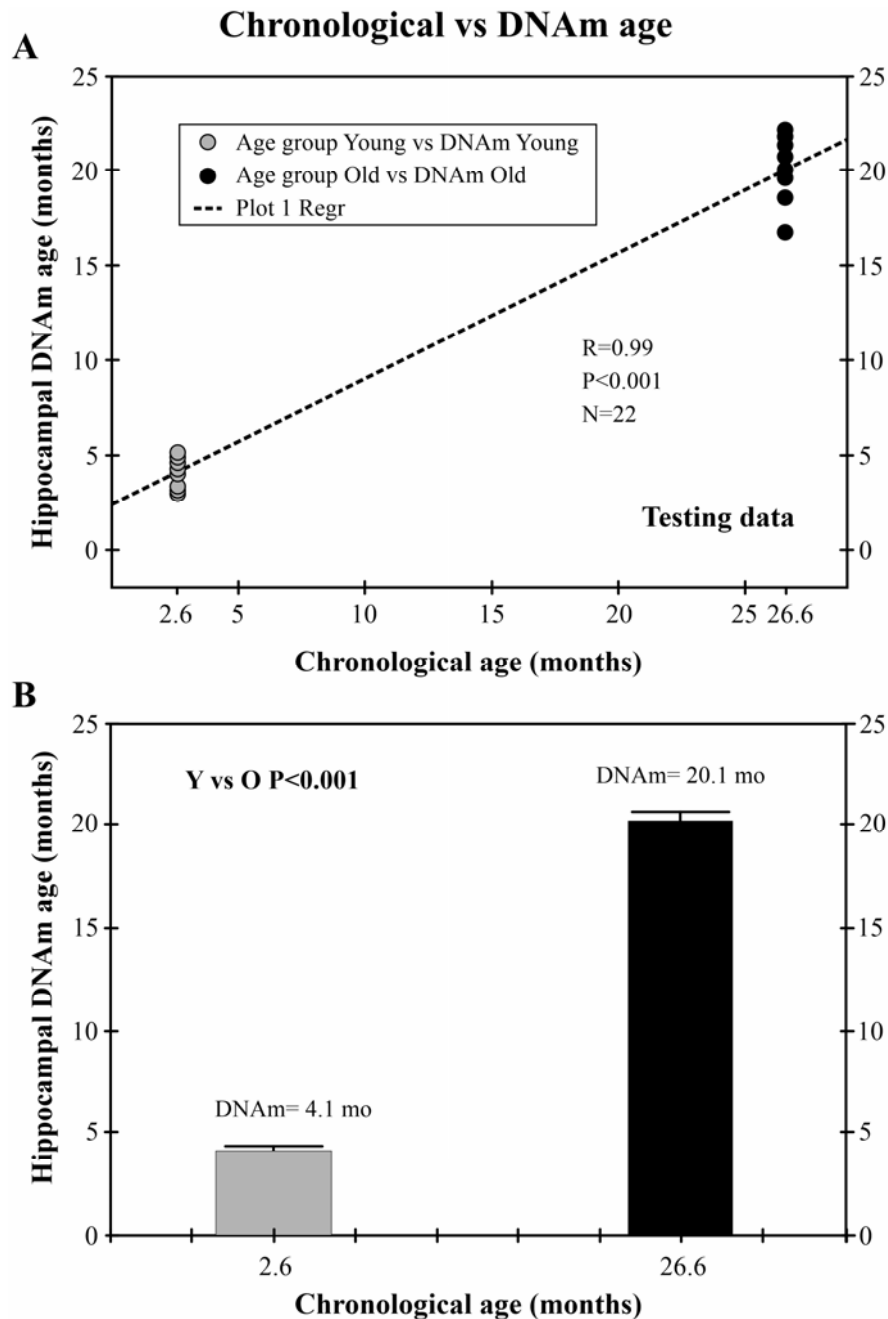 Chronological vs DNAm age
A
Hippocampal DNAm age (months)
25
20
15
10
5
0
Age group Young vs DNAm Young
Age group Old vs DNAm Old
Plot 1 Regr
R=0.99
P<0.001
N=22
Testing data
25
20
15
10
5
0
2.6 5 10 15 20 25 26.6
Chronological age (months)
B
Hippocampal DNAm age (months)
25
20
15
10
5
0
Y vs O P<0.001
DNAm= 20.1 mo
DNAm= 4.1 mo
25
20
15
10
5
0
2.6 26.6
Chronological age (months)